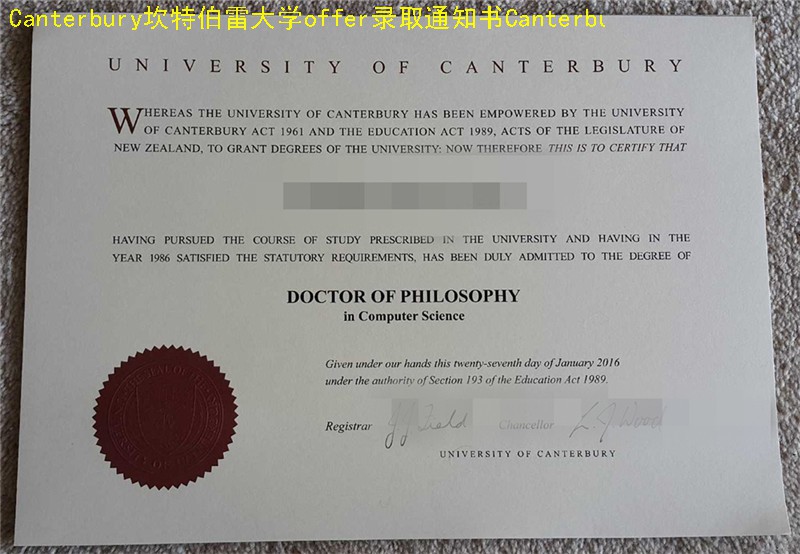 Canterbury坎特伯雷大学offer录取通知书Canterbu
UNIVERSITY OF CANTERBURY
WHEREAS THE UNIVERSITY OF CANTERBURY HAS BEEN EMPOWERED BY THE UNIVERSITY
OF CANTERBURY ACT 1961 AND THE EDUCATION ACT 1989, ACTS OF THE LEGISLATURE OF
NEW ZEALAND, TO GRANT DEGREES OF THE UNIVERSITY: NOW THEREFORE THIS IS TO CERTIFY THAT
HAVING PURSUED THE COURSE OF STUDY PRESCRIBED IN THE UNIVERSITY AND HAVING IN THE
YEAR 1986 SATISFIED THE STATUTORY REQUIREMENTS, HAS BEEN DULY ADMITTED TO THE DEGREE OF
DOCTOR OF PHILOSOPHY
in Computer Science
Given under our hands this twenty-seventh day of January 2016
under the authority of Section 193 of the Education Act 1989.
Registrar Chancellor
UNIVERSITY OF CANTERBURY